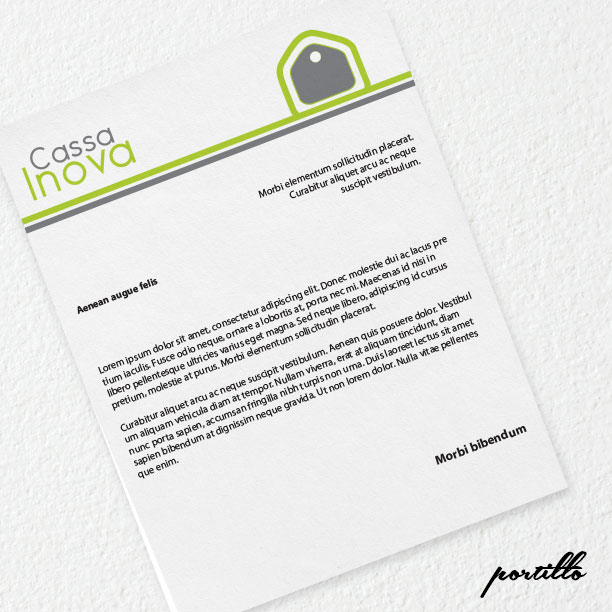 Cassa
Inova
Morbi elementum sollicitudin placerat.
Curabitur aliquet arcu ac neque
suscipit vestibulum.
Aenean augue felis
Lorem ipsum dolor sit amet, consectetur adipiscing elit. Donec molestie dui ac lacus pre
tium iaculis. Fusce odio neque, ornare a lobortis at, porta nec mi. Maecenas id nisi in
libero pellentesque ultricies varius eget magna. Sed neque libero, adipiscing id cursus
pretium, molestie at purus. Morbi elementum sollicitudin placerat.
Curabitur aliquet arcu ac neque suscipit vestibulum. Aenean quis posuere dolor. Vestibul
um aliquam vehicula diam at tempor. Nullam viverra, erat at aliquam tincidunt, diam
nunc porta sapien, accumsan fringilla nibh turpis non urna. Duis laoreet lectus sit amet
sapien bibendum at dignissim neque gravida. Ut non lorem dolor. Nulla vitae pellentes
que enim.
Morbi bibendum
portillo